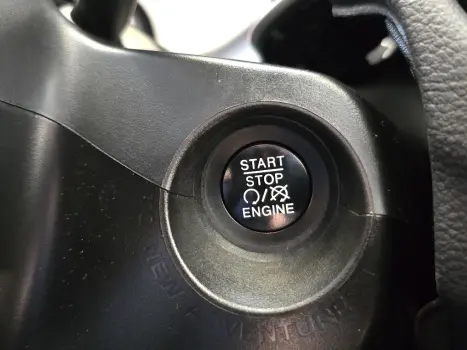 START
STOP
/
ENGINE